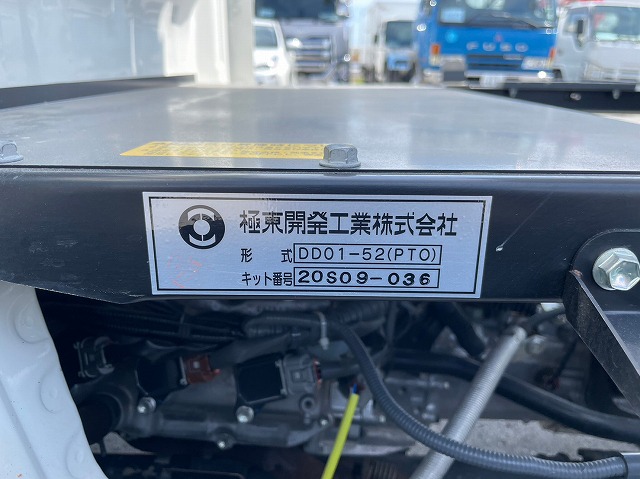 FUSO
極東開発工業株式会社
形式 DD01-52(PTO)
キット番号 20S09-036